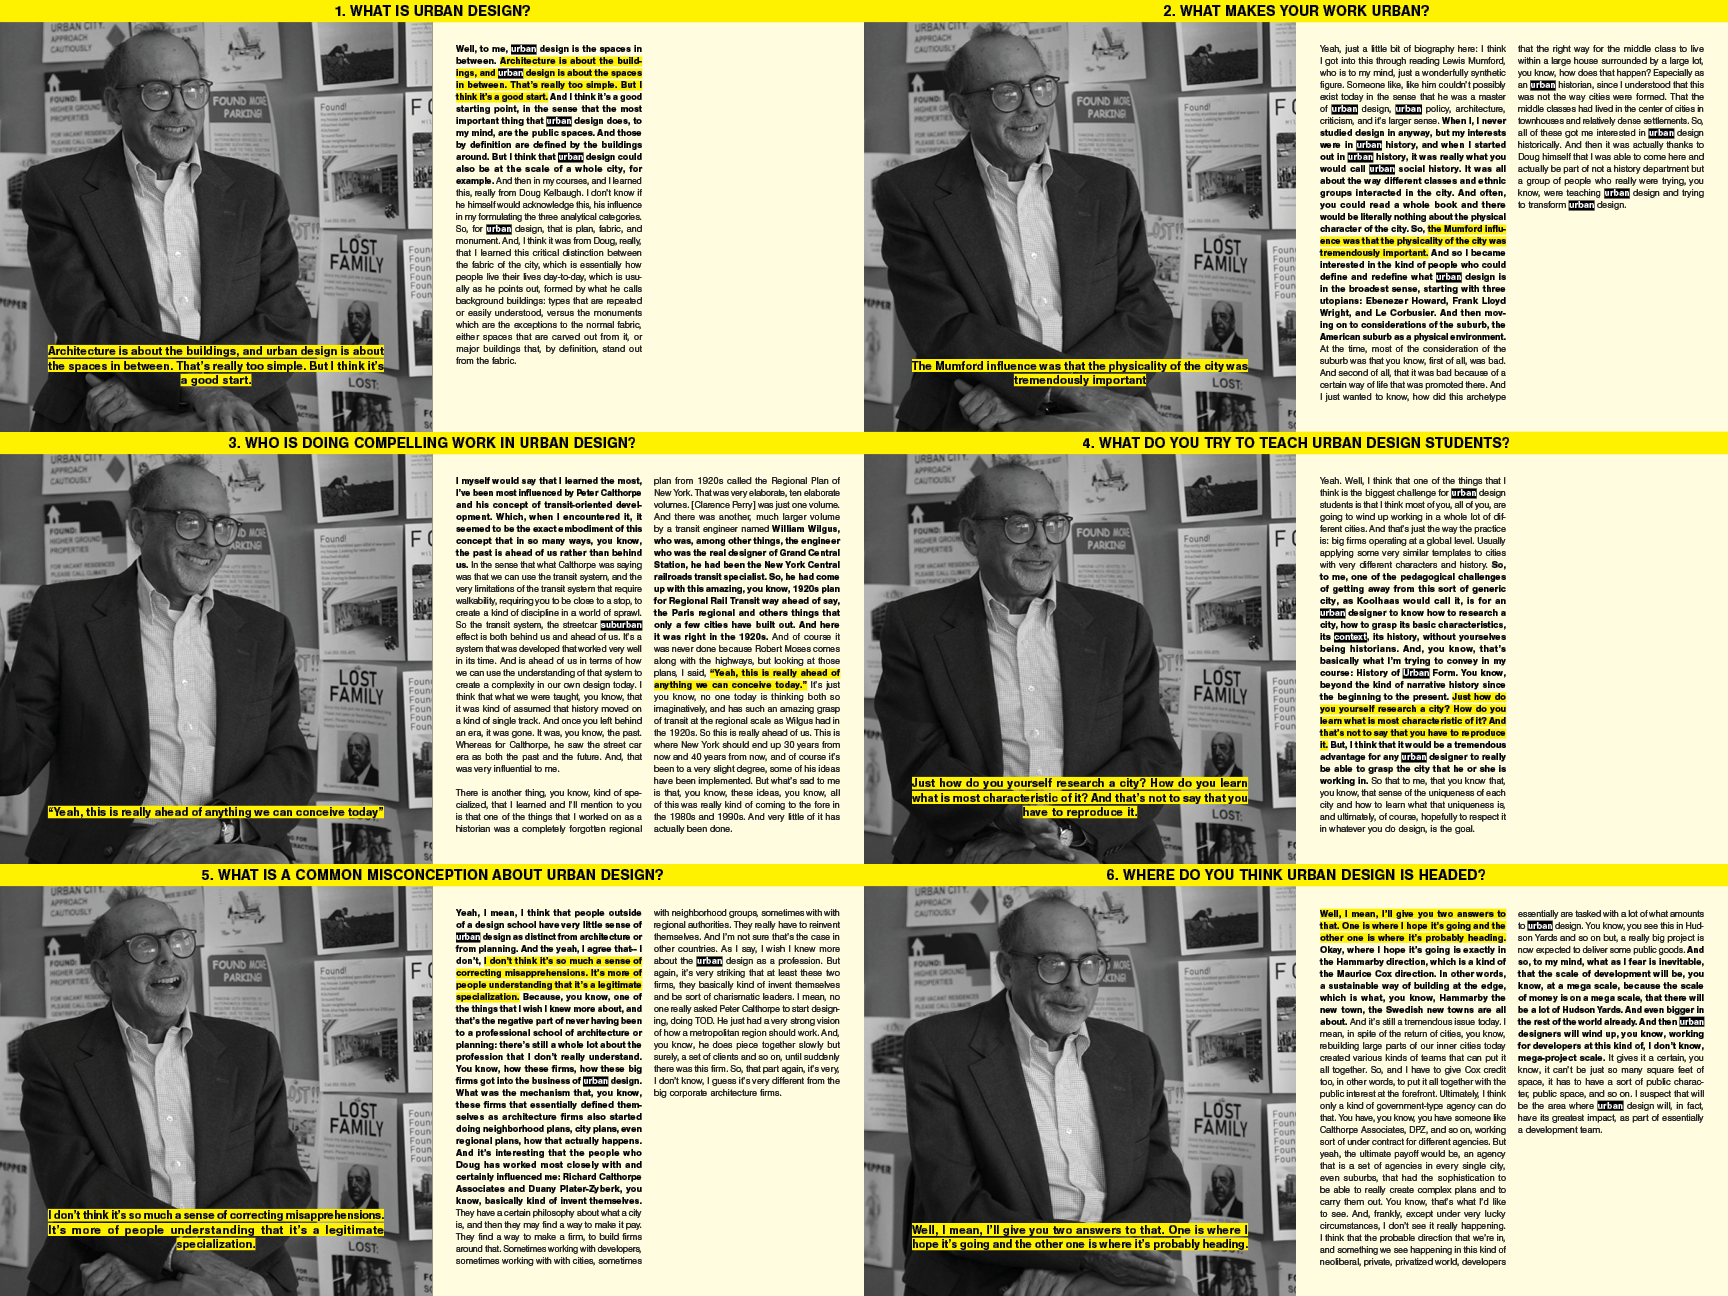 1. WHAT IS URBAN DESIGN?
Architecture is about the buildings, and urban design is about
the spaces in between. That's really too simple. But I think it's
a good start.
Well, to me, urban design is the spaces in
between. Architecture is about the build-
ings, and urban design is about the spaces
in between. That's really too simple. But I
think it's a good start. And I think it's a good
starting point, in the sense that the most
important thing that urban design does, to
my mind, are the public spaces. And those
by definition are defined by the buildings
around. But I think that urban design could
also be at the scale of a whole city, for
example. And then in my courses, and I learned
this, really from Doug Kelbaugh. I don't know if
he himself would acknowledge this, his influence
in my formulating the three analytical categories.
So, for urban design, that is plan, fabric, and
monument. And, I think it was from Doug, really,
that I learned this critical distinction between
the fabric of the city, which is essentially how
people live their lives day-to-day, which is usu-
ally as he points out, formed by what he calls
background buildings: types that are repeated
or easily understood, versus the monuments
which are the exceptions to the normal fabric,
either spaces that are carved out from it, or
major buildings that, by definition, stand out
from the fabric.
2. WHAT MAKES YOUR WORK URBAN?
The Mumford influence was that the physicality of the city was
tremendously important
Yeah, just a little bit of biography here: I think
I got into this through reading Lewis Mumford,
who is to my mind, just a wonderfully synthetic
figure. Someone like, like him couldn't possibly
exist today in the sense that he was a master
of urban design, urban policy, architecture,
criticism, and it's larger sense. When I, I never
studied design in anyway, but my interests
were in urban history, and when I started
out in urban history, it was really what you
would call urban social history. It was all
about the way different classes and ethnic
groups interacted in the city. And often,
you could read a whole book and there
would be literally nothing about the physical
character of the city. So, the Mumford influ-
ence was that the physicality of the city was
tremendously important. And so I became
interested in the kind of people who could
define and redefine what urban design is
in the broadest sense, starting with three
utopians: Ebenezer Howard, Frank Lloyd
Wright, and Le Corbusier. And then mov-
ing on to considerations of the suburb, the
American suburb as a physical environment.
At the time, most of the consideration of the
suburb was that you know, first of all, was bad.
And second of all, that it was bad because of a
certain way of life that was promoted there. And
I just wanted to know, how did this archetype
that the right way for the middle class to live
within a large house surrounded by a large lot,
you know, how does that happen? Especially as
an urban historian, since I understood that this
was not the way cities were formed. That the
middle classes had lived in the center of cities in
townhouses and relatively dense settlements. So,
all of these got me interested in urban design
historically. And then it was actually thanks to
Doug himself that I was able to come here and
actually be part of not a history department but
a group of people who really were trying, you
know, were teaching urban design and trying
to transform urban design.
3. WHO IS DOING COMPELLING WORK IN URBAN DESIGN?
“Yeah, this is really ahead of anything we can conceive today”
I myself would say that I learned the most,
I've been most influenced by Peter Calthorpe
and his concept of transit-oriented devel-
opment. Which, when I encountered it, it
seemed to be the exact embodiment of this
concept that in so many ways, you know,
the past is ahead of us rather than behind
us. In the sense that what Calthorpe was saying
was that we can use the transit system, and the
very limitations of the transit system that require
walkability, requiring you to be close to a stop, to
create a kind of discipline in a world of sprawl.
So the transit system, the streetcar suburban
effect is both behind us and ahead of us. It's a
system that was developed that worked very well
in its time. And is ahead of us in terms of how
we can use the understanding of that system to
create a complexity in our own design today. I
think that what we were taught, you know, that
it was kind of assumed that history moved on
a kind of single track. And once you left behind
an era, it was gone. It was, you know, the past.
Whereas for Calthorpe, he saw the street car
era as both the past and the future. And, that
was very influential to me.
There is another thing, you know, kind of spe-
cialized, that I learned and I'll mention to you
is that one of the things that I worked on as a
historian was a completely forgotten regional
plan from 1920s called the Regional Plan of
New York. That was very elaborate, ten elaborate
volumes. [Clarence Perry] was just one volume.
And there was another, much larger volume
by a transit engineer named William Wilgus,
who was, among other things, the engineer
who was the real designer of Grand Central
Station, he had been the New York Central
railroads transit specialist. So, he had come
up with this amazing, you know, 1920s plan
for Regional Rail Transit way ahead of say,
the Paris regional and others things that
only a few cities have built out. And here
it was right in the 1920s. And of course it
was never done because Robert Moses comes
along with the highways, but looking at those
plans, I said, “Yeah, this is really ahead of
anything we can conceive today.” It's just
you know, no one today is thinking both so
imaginatively, and has such an amazing grasp
of transit at the regional scale as Wilgus had in
the 1920s. So this is really ahead of us. This is
where New York should end up 30 years from
now and 40 years from now, and of course it's
been to a very slight degree, some of his ideas
have been implemented. But what's sad to me
is that, you know, these ideas, you know, all
of this was really kind of coming to the fore in
the 1980s and 1990s. And very little of it has
actually been done.
4. WHAT DO YOU TRY TO TEACH URBAN DESIGN STUDENTS?
Just how do you yourself research a city? How do you learn
what is most characteristic of it? And that's not to say that you
have to reproduce it.
Yeah. Well, I think that one of the things that I
think is the biggest challenge for urban design
students is that I think most of you, all of you, are
going to wind up working in a whole lot of dif-
ferent cities. And that's just the way the practice
is: big firms operating at a global level. Usually
applying some very similar templates to cities
with very different characters and history. So,
to me, one of the pedagogical challenges
of getting away from this sort of generic
city, as Koolhaas would call it, is for an
urban designer to know how to research a
city, how to grasp its basic characteristics,
its context, its history, without yourselves
being historians. And, you know, that's
basically what I'm trying to convey in my
course: History of Urban Form. You know,
beyond the kind of narrative history since
the beginning to the present. Just how do
you yourself research a city? How do you
learn what is most characteristic of it? And
that's not to say that you have to reproduce
it. But, I think that it would be a tremendous
advantage for any urban designer to really
be able to grasp the city that he or she is
working in. So that to me, that you know that,
you know, that sense of the uniqueness of each
city and how to learn what that uniqueness is,
and ultimately, of course, hopefully to respect it
in whatever you do design, is the goal.
5. WHAT IS A COMMON MISCONCEPTION ABOUT URBAN DESIGN?
I don't think it's so much a sense of correcting misapprehensions.
It's more of people understanding that it's a legitimate
specialization.
Yeah, I mean, I think that people outside
of a design school have very little sense of
urban design as distinct from architecture or
from planning. And the yeah, I agree that– I
don't, I don't think it's so much a sense of
correcting misapprehensions. It's more of
people understanding that it's a legitimate
specialization. Because, you know, one of
the things that I wish I knew more about, and
that's the negative part of never having been
to a professional school of architecture or
planning: there's still a whole lot about the
profession that I don't really understand.
You know, how these firms, how these big
firms got into the business of urban design.
What was the mechanism that, you know,
these firms that essentially defined them-
selves as architecture firms also started
doing neighborhood plans, city plans, even
regional plans, how that actually happens.
And it's interesting that the people who
Doug has worked most closely with and
certainly influenced me: Richard Calthorpe
Associates and Duany Plater-Zyberk, you
know, basically kind of invent themselves.
They have a certain philosophy about what a city
is, and then they may find a way to make it pay.
They find a way to make a firm, to build firms
around that. Sometimes working with developers,
sometimes working with with cities, sometimes
with neighborhood groups, sometimes with with
regional authorities. They really have to reinvent
themselves. And I'm not sure that's the case in
other countries. As I say, I wish I knew more
about the urban design as a profession. But
again, it's very striking that at least these two
firms, they basically kind of invent themselves
and be sort of charismatic leaders. I mean, no
one really asked Peter Calthorpe to start design-
ing, doing TOD. He just had a very strong vision
of how a metropolitan region should work. And,
you know, he does piece together slowly but
surely, a set of clients and so on, until suddenly
there was this firm. So, that part again, it's very,
I don't know, I guess it's very different from the
big corporate architecture firms.
6. WHERE DO YOU THINK URBAN DESIGN IS HEADED?
Well, I mean, I'll give you two answers to that. One is where I
hope it's going and the other one is where it's probably heading.
Well, I mean, I'll give you two answers to
that. One is where I hope it's going and the
other one is where it's probably heading.
Okay, where I hope it's going is exactly in
the Hammarby direction, which is a kind of
the Maurice Cox direction. In other words,
a sustainable way of building at the edge,
which is what, you know, Hammarby the
new town, the Swedish new towns are all
about. And it's still a tremendous issue today. I
mean, in spite of the return of cities, you know,
rebuilding large parts of our inner cities today
created various kinds of teams that can put it
all together. So, and I have to give Cox credit
too, in other words, to put it all together with the
public interest at the forefront. Ultimately, I think
only a kind of government-type agency can do
that. You have, you know, you have someone like
Calthorpe Associates, DPZ, and so on, working
sort of under contract for different agencies. But
yeah, the ultimate payoff would be, an agency
that is a set of agencies in every single city,
even suburbs, that had the sophistication to
be able to really create complex plans and to
carry them out. You know, that's what I'd like
to see. And, frankly, except under very lucky
circumstances, I don't see it really happening.
I think that the probable direction that we're in,
and something we see happening in this kind of
neoliberal, private, privatized world, developers
essentially are tasked with a lot of what amounts
to urban design. You know, you see this in Hud-
son Yards and so on but, a really big project is
now expected to deliver some public goods. And
so, to my mind, what as I fear is inevitable,
that the scale of development will be, you
know, at a mega scale, because the scale
of money is on a mega scale, that there will
be a lot of Hudson Yards. And even bigger in
the rest of the world already. And then urban
designers will wind up, you know, working
for developers at this kind of, I don't know,
mega-project scale. It gives it a certain, you
know, it can't be just so many square feet of
space, it has to have a sort of public charac-
ter, public space, and so on. I suspect that will
be the area where urban design will, in fact,
have its greatest impact, as part of essentially
a development team.